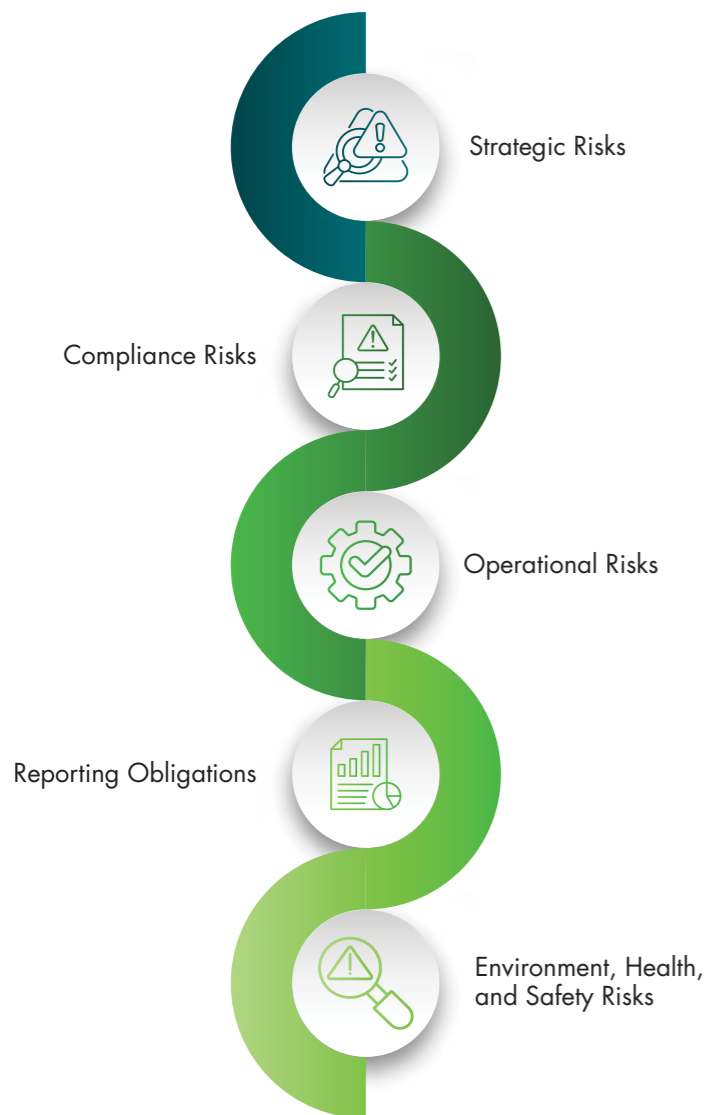 Strategic Risks
Compliance Risks
Operational Risks
Reporting Obligations
Environment, Health,
and Safety Risks